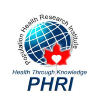 Population Health Research Institute
Health Through Knowledge
PHRI